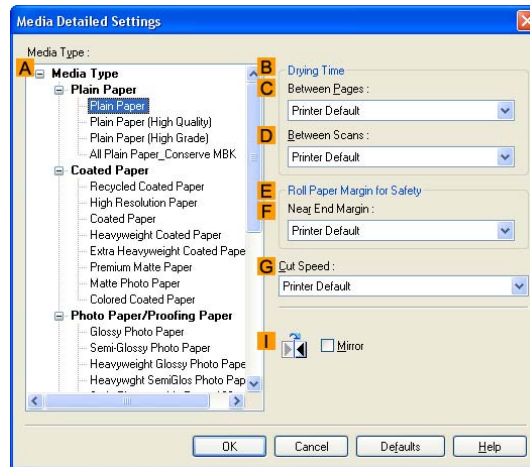 Media Detailed Settings
Media Type :
A
Media Type
Plain Paper
Plain Paper
Plain Paper (High Quality)
Plain Paper (High Grade)
All Plain Paper_Conserve MBK
Coated Paper
Recycled Coated Paper
High Resolution Paper
Coated Paper
Heavyweight Coated Paper
Extra Heavyweight Coated Pape
Premium Matte Paper
Matte Photo Paper
Colored Coated Paper
Photo Paper/Proofing Paper
Glossy Photo Paper
Semi-Glossy Photo Paper
Heavyweight Glossy Photo Pape
Heavywght SemiGlos Photo Pap
B Drying Time
C Between Pages :
Printer Default
D Between Scans :
Printer Default
E Roll Paper Margin for Safety
F Near End Margin :
Printer Default
G Cut Speed :
Printer Default
I Mirror
OK Cancel Defaults Help